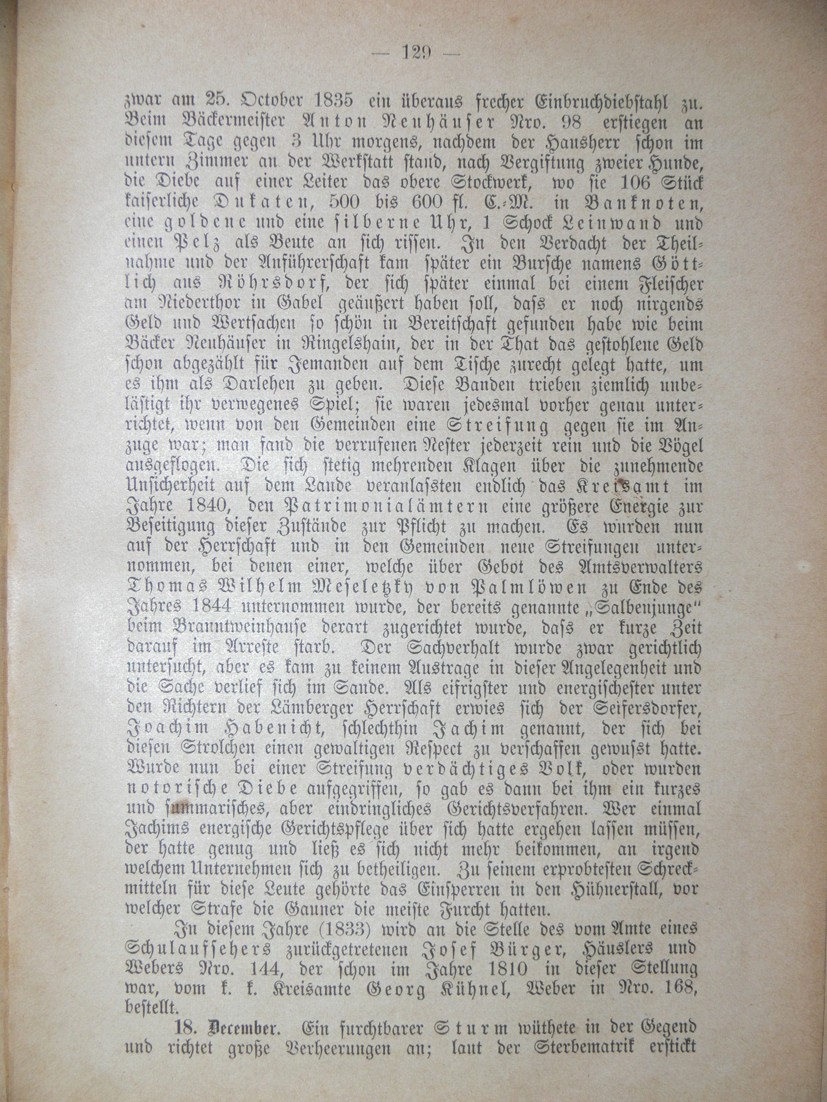 — 129 —
zwar am 25. October 1835 ein überaus frecher Einbruchdiebstahl zu.
Beim Bäckermeister Anton Neuhäuser Nro. 98 erstiegen an
diesem Tage gegen 3 Uhr morgens, nachdem der Hausherr schon im
untern Zimmer an der Werkstatt stand, nach Vergiftung zweier Hunde,
die Diebe auf einer Leiter das obere Stockwerk, wo sie 106 Stück
kaiserliche Dukaten, 500 bis 600 fl. C.-M. in Banknoten,
eine goldene und eine silberne Uhr, 1 Schock Leinwand und
einen Pelz als Beute an sich rissen. In den Verdacht der Theil-
nahme und der Anführerschaft kam später ein Bursche namens Gött-
lich aus Röhrsdorf, der sich später einmal bei einem Fleischer
am Niederthor in Gabel geäußert haben soll, dass er noch nirgends
Geld und Wertsachen so schön in Bereitschaft gefunden habe wie beim
Bäcker Neuhäuser in Ringelshain, der in der That das gestohlene Geld
schon abgezählt für Jemanden auf dem Tische zurecht gelegt hatte, um
es ihm als Darlehen zu geben. Diese Banden trieben ziemlich unbe-
lästigt ihr verwegenes Spiel; sie waren jedesmal vorher genau unter-
richtet, wenn von den Gemeinden eine Streifung gegen sie im An-
zuge war; man fand die verrufenen Nester jederzeit rein und die Vögel
ausgeflogen. Die sich stetig mehrenden Klagen über die zunehmende
Unsicherheit auf dem Lande veranlassten endlich das Kreisamt im
Jahre 1840, den Patrimonialämtern eine größere Energie zur
Beseitigung dieser Zustände zur Pflicht zu machen. Es wurden nun
auf der Herrschaft und in den Gemeinden neue Streifungen unter-
nommen, bei denen einer, welche über Gebot des Amtsverwalters
Thomas Wilhelm Meseletzky von Palmlöwen zu Ende des
Jahres 1844 unternommen wurde, der bereits genannte „Salbenjunge“
beim Branntweinhause derart zugerichtet wurde, dass er kurze Zeit
darauf im Arreste starb. Der Sachverhalt wurde zwar gerichtlich
untersucht, aber es kam zu keinem Austrage in dieser Angelegenheit und
die Sache verlief sich im Sande. Als eifrigster und energischester unter
den Richtern der Lämberger Herrschaft erwies sich der Seifersdorfer,
Joachim Habenicht, schlechthin Jachim genannt, der sich bei
diesen Strolchen einen gewaltigen Respect zu verschaffen gewusst hatte.
Wurde nun bei einer Streifung verdächtiges Volk, oder wurden
notorische Diebe aufgegriffen, so gab es dann bei ihm ein kurzes
und summarisches, aber eindringliches Gerichtsverfahren. Wer einmal
Jachims energische Gerichtspflege über sich hatte ergehen lassen müssen,
der hatte genug und ließ es sich nicht mehr beikommen, an irgend
welchem Unternehmen sich zu betheiligen. Zu seinem erprobtesten Schreck-
mitteln für diese Leute gehörte das Einsperren in den Hühnerstall, vor
welcher Strafe die Gauner die meiste Furcht hatten.
In diesem Jahre (1833) wird an die Stelle des vom Amte eines
Schulaufsehers zurückgetretenen Josef Bürger, Häuslers und
Webers Nro. 144, der schon im Jahre 1810 in dieser Stellung
war, vom k. k. Kreisamte Georg Kühnel, Weber in Nro. 168,
bestellt.
18. December. Ein furchtbarer Sturm wüthete in der Gegend
und richtet große Verheerungen an; laut der Sterbematrik erstickt